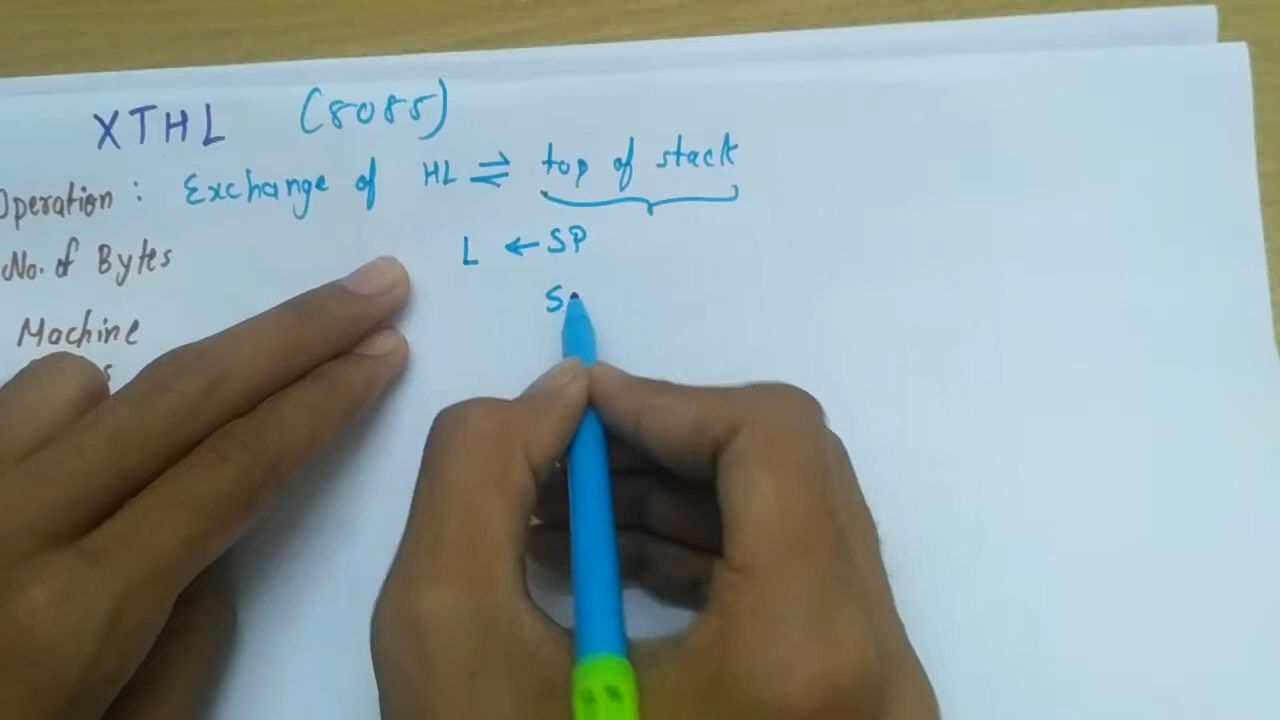 XTHL (8085)
Operation : Exchange of HL ⇌ top of stack
No. of Bytes L ← SP
S
Machine
s